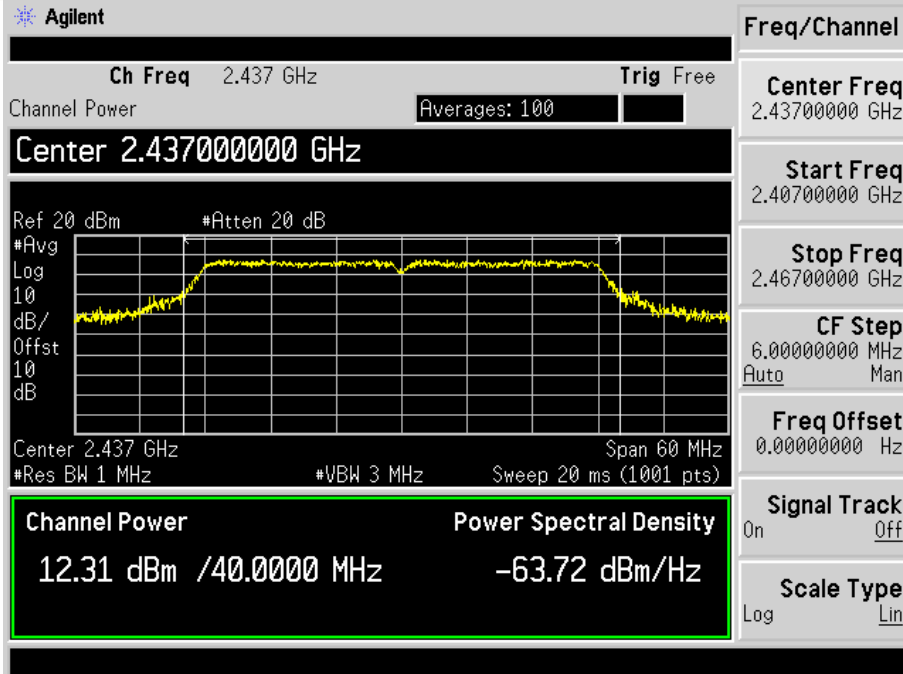 Agilent
Freq/Channel
Ch Freq 2.437 GHz Trig Free
Channel Power Averages: 100
Center 2.437000000 GHz
Ref 20 dBm #Atten 20 dB
#Avg
Log
10
dB/
Offst
10
dB
Center 2.437 GHz Span 60 MHz
#Res BW 1 MHz #VBW 3 MHz Sweep 20 ms (1001 pts)
Channel Power Power Spectral Density
12.31 dBm /40.0000 MHz -63.72 dBm/Hz
Center Freq
2.43700000 GHz
Start Freq
2.40700000 GHz
Stop Freq
2.46700000 GHz
CF Step
6.00000000 MHz
Auto Man
Freq Offset
0.00000000 Hz
Signal Track
On Off
Scale Type
Log Lin